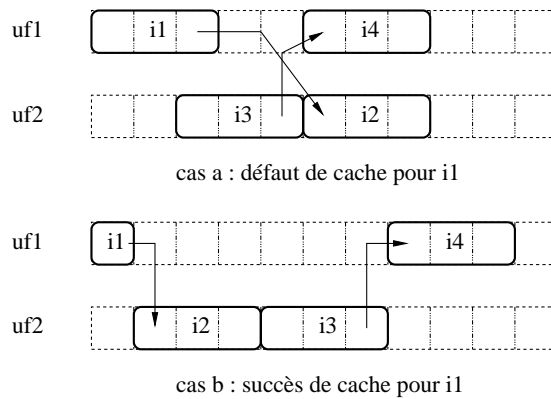 uf1 i1 i4
uf2 i3 i2
cas a : défaut de cache pour i1
uf1 i1 i4
uf2 i2 i3
cas b : succès de cache pour i1